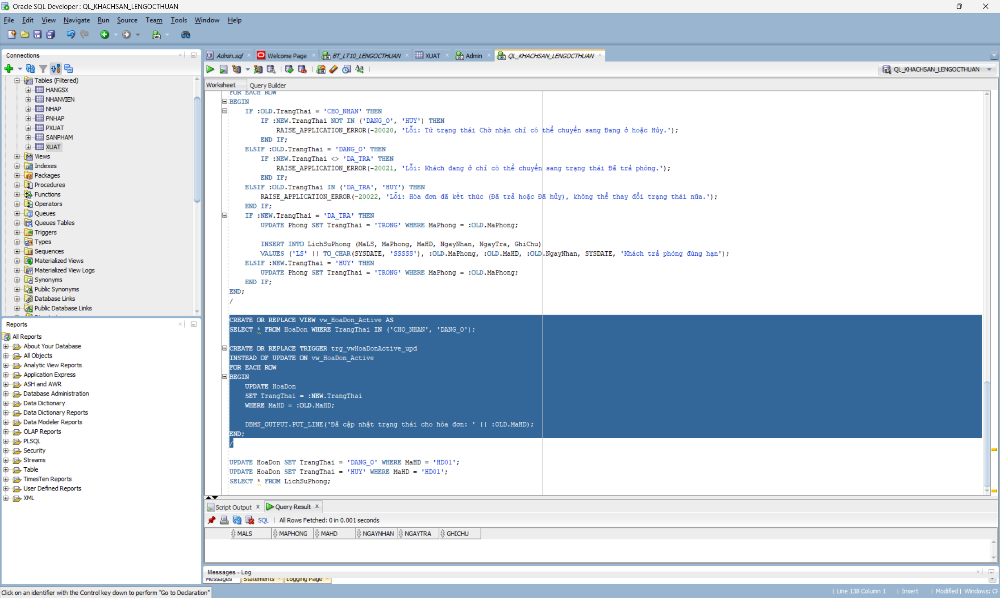 Oracle SQL Developer : QL_KHACHSAN_LENGOCTHUAN
File Edit View Navigate Run Source Team Tools Window Help
Connections
Tables (Filtered)
HANGSX
NHANVIEN
NHAP
PNHAP
PXUAT
SANPHAM
XUAT
Views
Indexes
Packages
Procedures
Functions
Operators
Queues
Queues Tables
Triggers
Types
Sequences
Materialized Views
Materialized View Logs
Synonyms
Public Synonyms
Database Links
Public Database Links
Reports
All Reports
About Your Database
All Objects
Analytic View Reports
Application Express
ASH and AWR
Database Administration
Data Dictionary
Data Dictionary Reports
Data Modeler Reports
OLAP Reports
PLSQL
Security
Streams
Table
TimesTen Reports
User Defined Reports
XML
Admin.sql Welcome Page BT_LT10_LENGOCTHUAN XUAT Admin QL_KHACHSAN_LENGOCTHUAN
QL_KHACHSAN_LENGOCTHUAN
Worksheet Query Builder
FOR EACH ROW
BEGIN
    IF :OLD.TrangThai = 'CHO_NHAN' THEN
        IF :NEW.TrangThai NOT IN ('DANG_O', 'HUY') THEN
            RAISE_APPLICATION_ERROR(-20020, 'Lỗi: Từ trạng thái Chờ nhận chỉ có thể chuyển sang Đang ở hoặc Hủy.');
        END IF;
    ELSIF :OLD.TrangThai = 'DANG_O' THEN
        IF :NEW.TrangThai <> 'DA_TRA' THEN
            RAISE_APPLICATION_ERROR(-20021, 'Lỗi: Khách đang ở chỉ có thể chuyển sang trạng thái Đã trả phòng.');
        END IF;
    ELSIF :OLD.TrangThai IN ('DA_TRA', 'HUY') THEN
        RAISE_APPLICATION_ERROR(-20022, 'Lỗi: Hóa đơn đã kết thúc (Đã trả hoặc Đã hủy), không thể thay đổi trạng thái nữa.');
    END IF;
    IF :NEW.TrangThai = 'DA_TRA' THEN
        UPDATE Phong SET TrangThai = 'TRONG' WHERE MaPhong = :OLD.MaPhong;
        INSERT INTO LichSuPhong (MaLS, MaPhong, MaHD, NgayNhan, NgayTra, GhiChu)
        VALUES ('LS' || TO_CHAR(SYSDATE, 'SSSSS'), :OLD.MaPhong, :OLD.MaHD, :OLD.NgayNhan, SYSDATE, 'Khách trả phòng đúng hạn');
    ELSIF :NEW.TrangThai = 'HUY' THEN
        UPDATE Phong SET TrangThai = 'TRONG' WHERE MaPhong = :OLD.MaPhong;
    END IF;
END;
/
CREATE OR REPLACE VIEW vw_HoaDon_Active AS
SELECT * FROM HoaDon WHERE TrangThai IN ('CHO_NHAN', 'DANG_O');
CREATE OR REPLACE TRIGGER trg_vwHoaDonActive_upd
INSTEAD OF UPDATE ON vw_HoaDon_Active
FOR EACH ROW
BEGIN
    UPDATE HoaDon
    SET TrangThai = :NEW.TrangThai
    WHERE MaHD = :OLD.MaHD;
    DBMS_OUTPUT.PUT_LINE('Đã cập nhật trạng thái cho hóa đơn: ' || :OLD.MaHD);
END;
/
UPDATE HoaDon SET TrangThai = 'DANG_O' WHERE MaHD = 'HD01';
UPDATE HoaDon SET TrangThai = 'HUY' WHERE MaHD = 'HD01';
SELECT * FROM LichSuPhong;
Script Output Query Result
SQL All Rows Fetched: 0 in 0.001 seconds
MALS MAPHONG MAHD NGAYNHAN NGAYTRA GHICHU
Messages - Log
Messages Statements Logging Page
Click on an identifier with the Control key down to perform "Go to Declaration"
Line 138 Column 1 Insert Modified Windows: